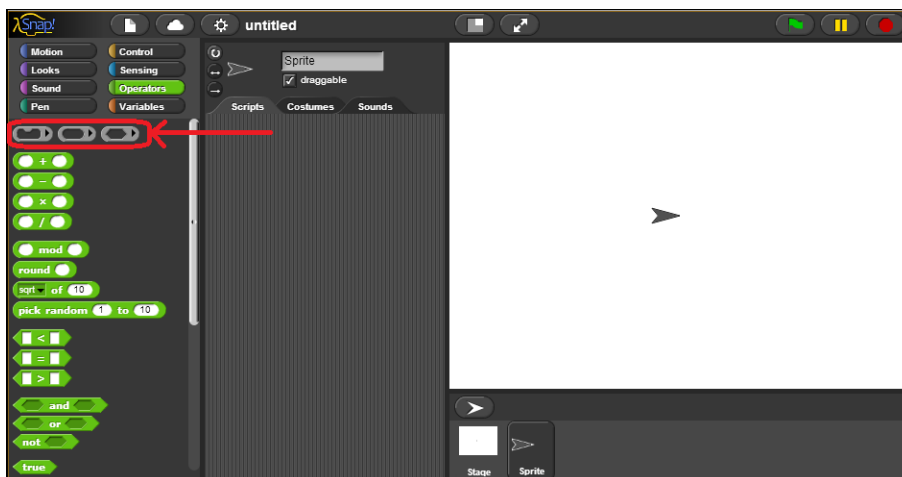 λSnap!
untitled
Motion
Control
Looks
Sensing
Sound
Operators
Pen
Variables
Sprite
draggable
Scripts Costumes Sounds
+
−
×
/
mod
round
sqrt of 10
pick random 1 to 10
<
=
>
and
or
not
true
Stage
Sprite